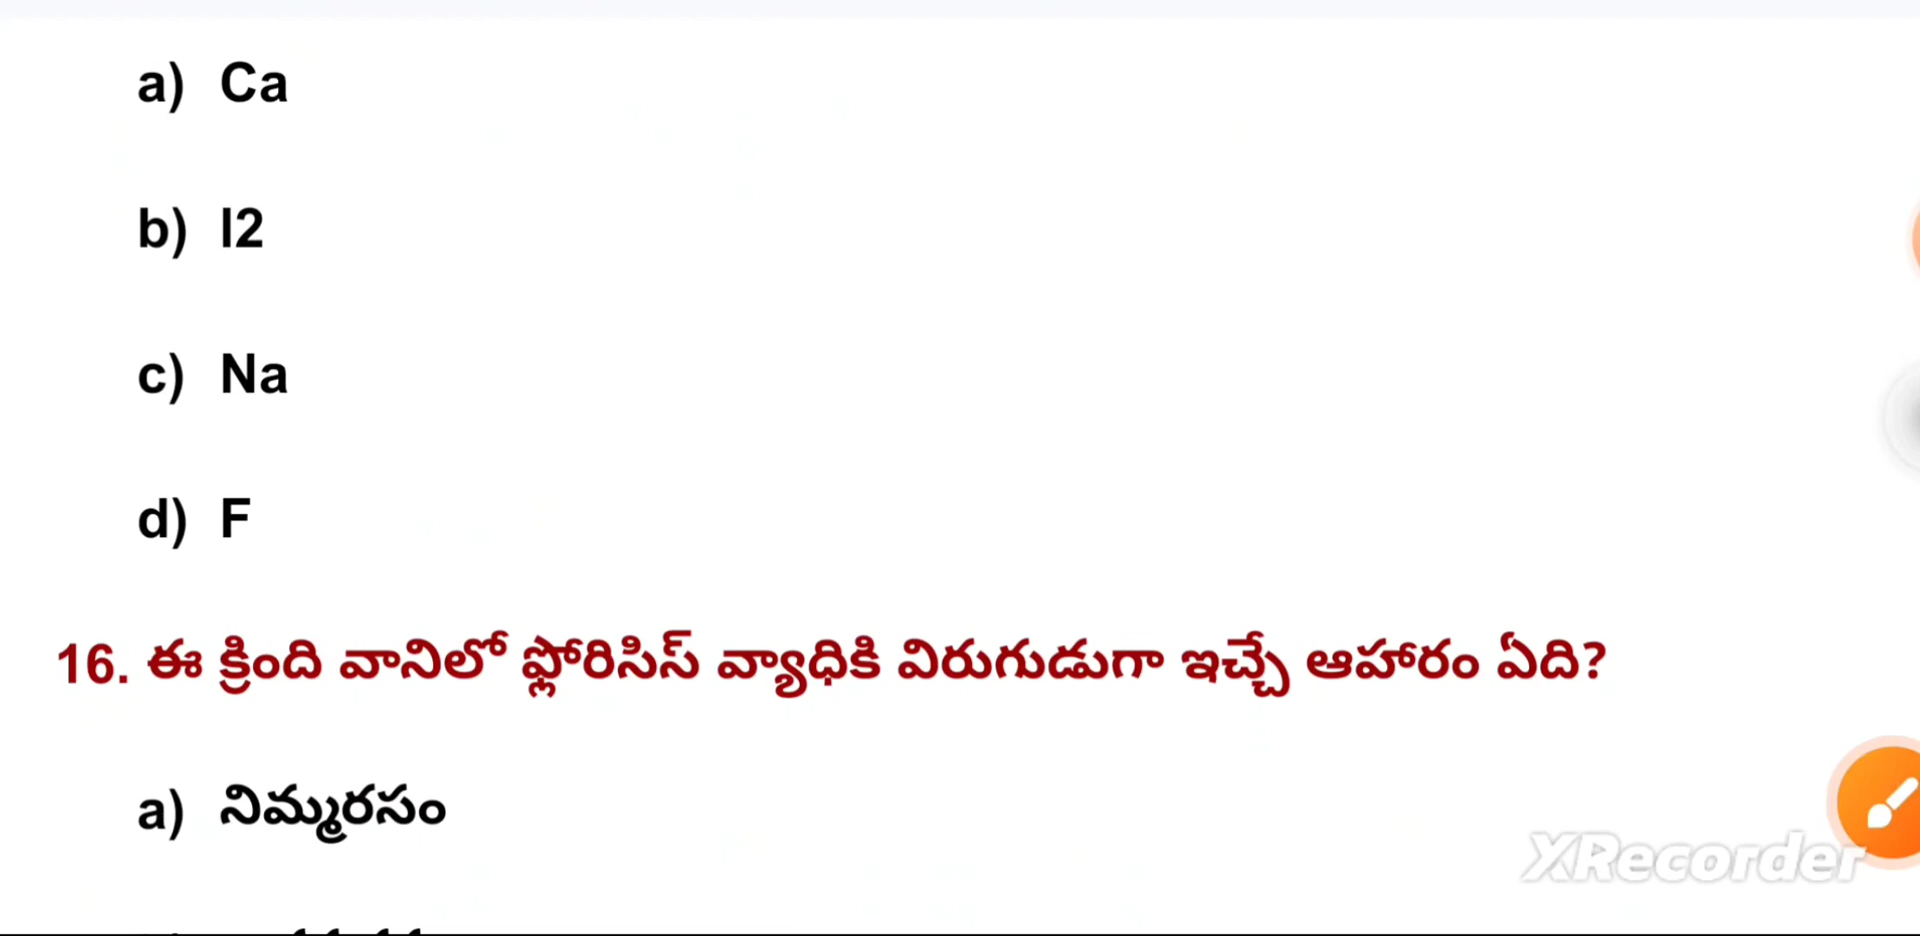 a) Ca
b) I2
c) Na
d) F
16. ఈ క్రింది వానిలో ఫ్లోరిసిస్ వ్యాధికి విరుగుడుగా ఇచ్చే ఆహారం ఏది?
a) నిమ్మరసం
XRecorder